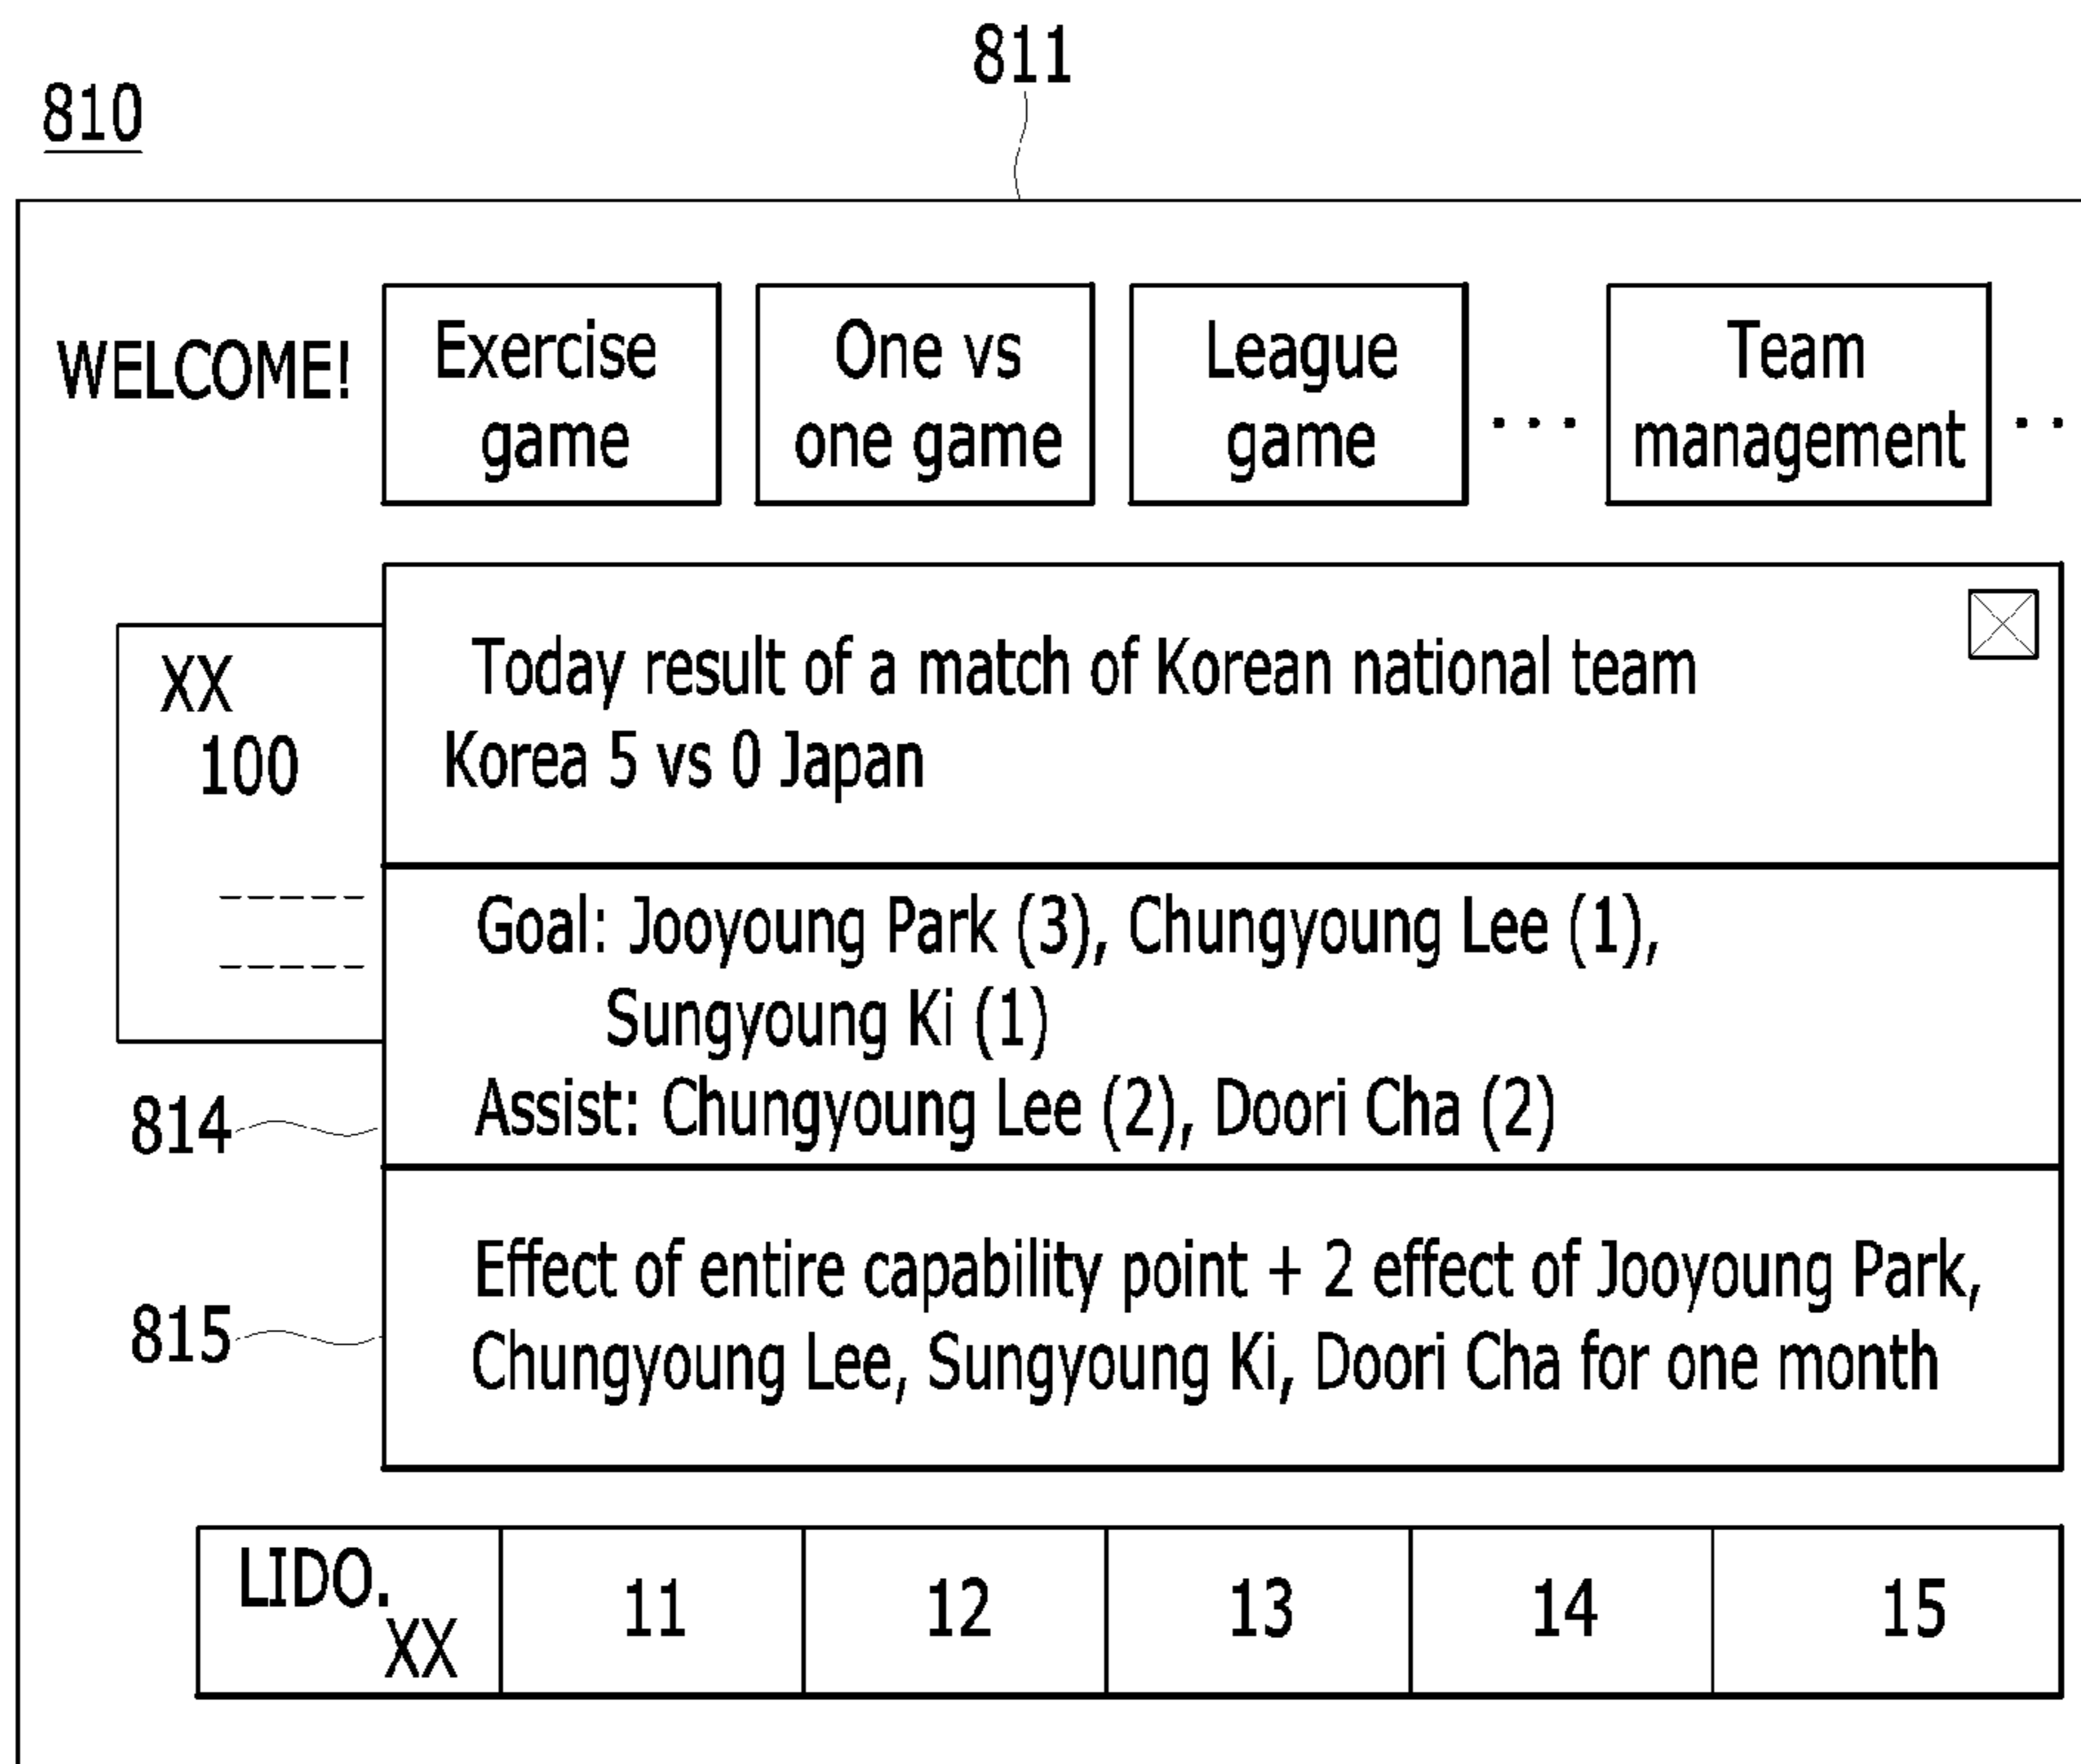 811
810
WELCOME!
Exercise
game
One vs
one game
League
game
...
Team
management
..
XX
100
Today result of a match of Korean national team
Korea 5 vs 0 Japan
Goal: Jooyoung Park (3), Chungyoung Lee (1),
Sungyoung Ki (1)
Assist: Chungyoung Lee (2), Doori Cha (2)
814
Effect of entire capability point + 2 effect of Jooyoung Park,
Chungyoung Lee, Sungyoung Ki, Doori Cha for one month
815
LIDO.
XX
11
12
13
14
15